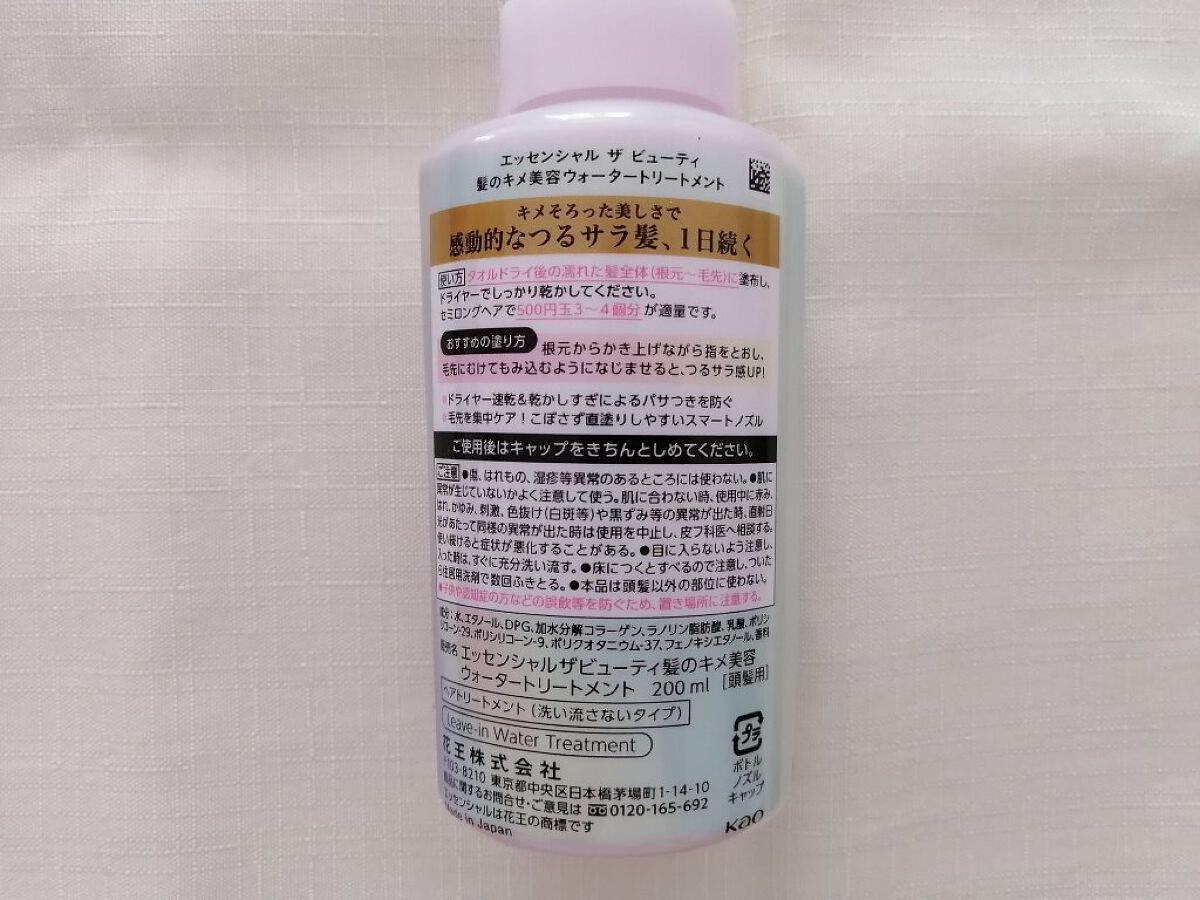 エッセンシャル ザ ビューティ
髪のキメ美容ウォータートリートメント
キメそろった美しさで
感動的なつるサラ髪、1日続く
使い方 タオルドライ後の濡れた髪全体(根元～毛先)に塗布し、
ドライヤーでしっかり乾かしてください。
セミロングヘアで500円玉3～4個分が適量です。
おすすめの塗り方 根元からかき上げながら指をとおし、
毛先にむけてもみ込むようになじませると、つるサラ感UP!
*ドライヤー速乾&乾かしすぎによるパサつきを防ぐ
*毛先を集中ケア!こぼさず直塗りしやすいスマートノズル
ご使用後はキャップをきちんとしめてください。
ご注意 ●傷、はれもの、湿疹等異常のあるところには使わない。●肌に
異常が生じていないかよく注意して使う。肌に合わない時、使用中に赤み、
はれ、かゆみ、刺激、色抜け(白斑等)や黒ずみ等の異常が出た時、直射日
光があたって同様の異常が出た時は使用を中止し、皮フ科医へ相談する。
使い続けると症状が悪化することがある。●目に入らないよう注意し、
入った時は、すぐに充分洗い流す。●床につくとすべるので注意し、ついた
ら住居用洗剤で数回ふきとる。●本品は頭髪以外の部位に使わない。
●子供や認知症の方などの誤飲等を防ぐため、置き場所に注意する。
成分:水、エタノール、DPG、加水分解コラーゲン、ラノリン脂肪酸、乳酸、ポリシ
リコーン-29、ポリシリコーン-9、ポリクオタニウム-37、フェノキシエタノール、香料
販売名 エッセンシャルザビューティ髪のキメ美容
ウォータートリートメント 200ml [頭髪用]
ヘアトリートメント(洗い流さないタイプ)
Leave-in Water Treatment
花王株式会社
〒103-8210 東京都中央区日本橋茅場町1-14-10
商品に関するお問合せ・ご意見は 0120-165-692
エッセンシャルは花王の商標です
Made in Japan
プラ
ボトル
ノズル
キャップ
Kao